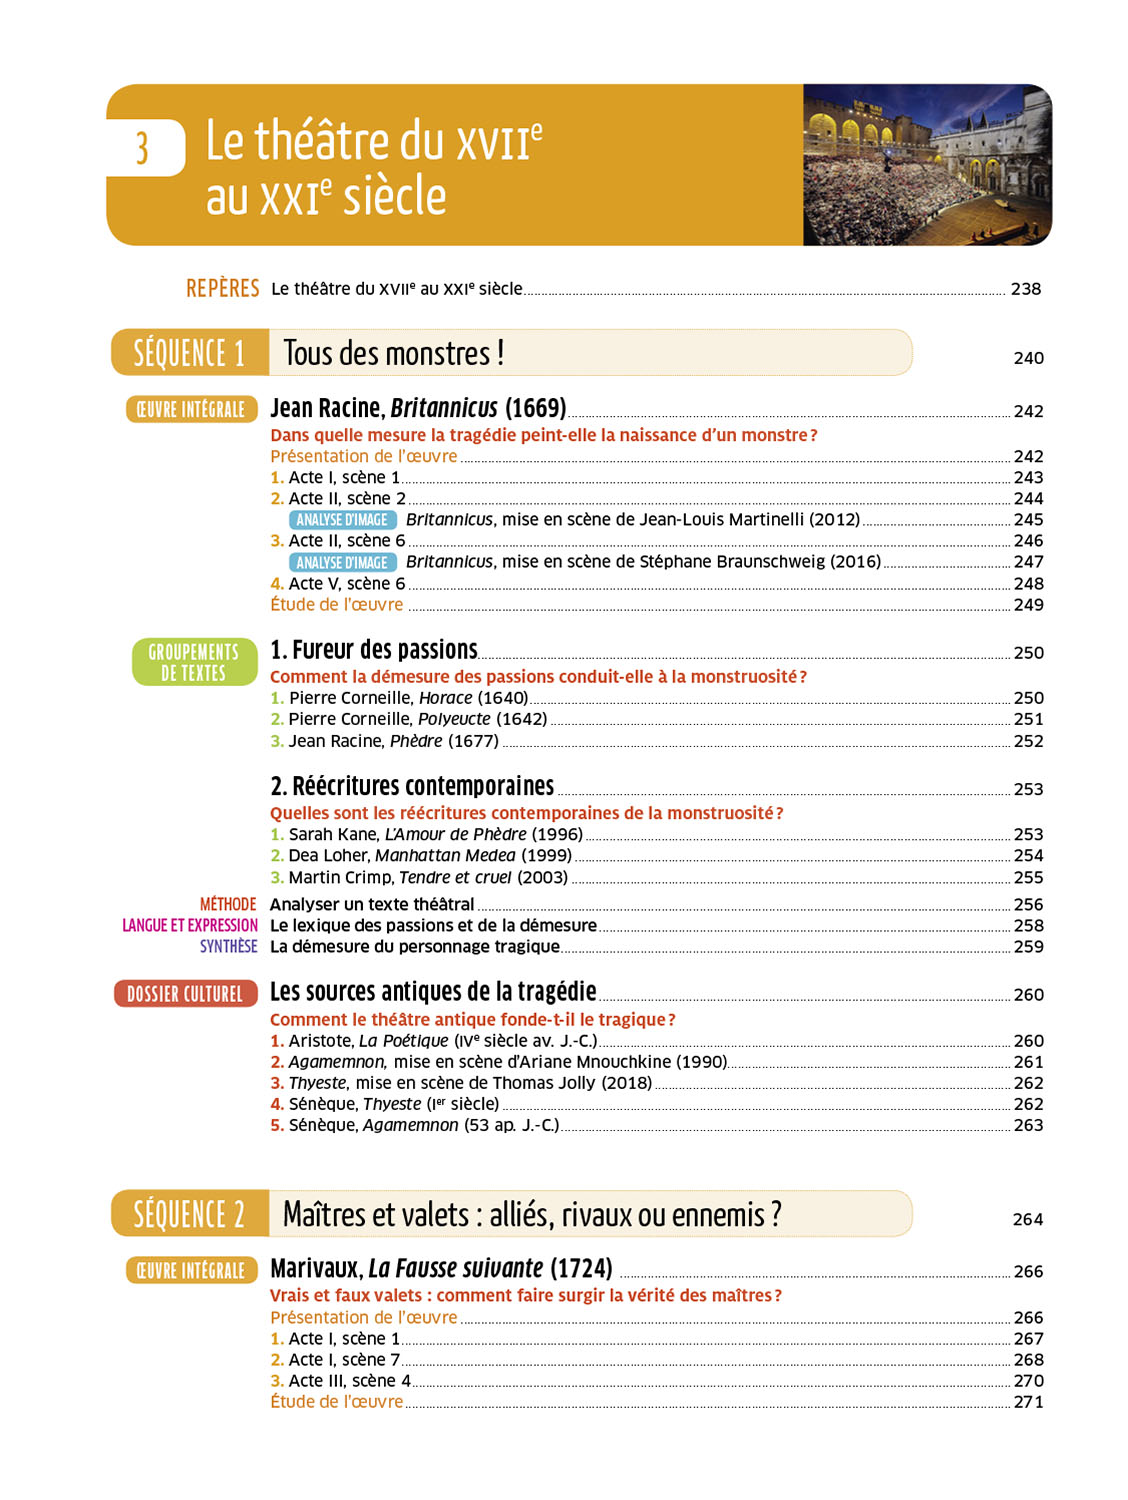 3
Le théâtre du XVIIe
au XXIe siècle
REPÈRES Le théâtre du XVIIe au XXIe siècle 238
SÉQUENCE 1 Tous des monstres ! 240
ŒUVRE INTÉGRALE Jean Racine, Britannicus (1669) 242
Dans quelle mesure la tragédie peint-elle la naissance d’un monstre ?
Présentation de l’œuvre 242
1. Acte I, scène 1 243
2. Acte II, scène 2 244
ANALYSE D’IMAGE Britannicus, mise en scène de Jean-Louis Martinelli (2012) 245
3. Acte II, scène 6 246
ANALYSE D’IMAGE Britannicus, mise en scène de Stéphane Braunschweig (2016) 247
4. Acte V, scène 6 248
Étude de l’œuvre 249
GROUPEMENTS
DE TEXTES
1. Fureur des passions 250
Comment la démesure des passions conduit-elle à la monstruosité ?
1. Pierre Corneille, Horace (1640) 250
2. Pierre Corneille, Polyeucte (1642) 251
3. Jean Racine, Phèdre (1677) 252
2. Réécritures contemporaines 253
Quelles sont les réécritures contemporaines de la monstruosité ?
1. Sarah Kane, L’Amour de Phèdre (1996) 253
2. Dea Loher, Manhattan Medea (1999) 254
3. Martin Crimp, Tendre et cruel (2003) 255
MÉTHODE Analyser un texte théâtral 256
LANGUE ET EXPRESSION Le lexique des passions et de la démesure 258
SYNTHÈSE La démesure du personnage tragique 259
DOSSIER CULTUREL Les sources antiques de la tragédie 260
Comment le théâtre antique fonde-t-il le tragique ?
1. Aristote, La Poétique (IVe siècle av. J.-C.) 260
2. Agamemnon, mise en scène d’Ariane Mnouchkine (1990) 261
3. Thyeste, mise en scène de Thomas Jolly (2018) 262
4. Sénèque, Thyeste (Ier siècle) 262
5. Sénèque, Agamemnon (53 ap. J.-C.) 263
SÉQUENCE 2 Maîtres et valets : alliés, rivaux ou ennemis ? 264
ŒUVRE INTÉGRALE Marivaux, La Fausse suivante (1724) 266
Vrais et faux valets : comment faire surgir la vérité des maîtres ?
Présentation de l’œuvre 266
1. Acte I, scène 1 267
2. Acte I, scène 7 268
3. Acte III, scène 4 270
Étude de l’œuvre 271